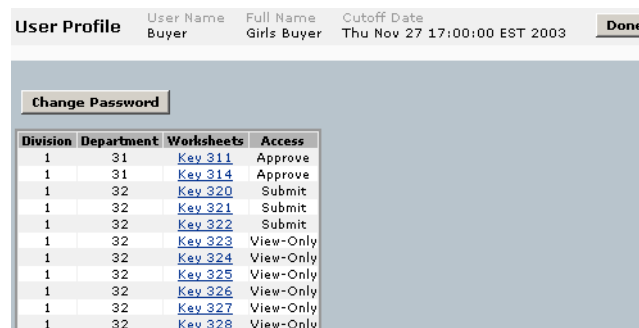 User Profile
User Name Full Name Cutoff Date
Buyer Girls Buyer Thu Nov 27 17:00:00 EST 2003
Done
Change Password
Division Department Worksheets Access
1 31 Key 311 Approve
1 31 Key 314 Approve
1 32 Key 320 Submit
1 32 Key 321 Submit
1 32 Key 322 Submit
1 32 Key 323 View-Only
1 32 Key 324 View-Only
1 32 Key 325 View-Only
1 32 Key 326 View-Only
1 32 Key 327 View-Only
1 32 Key 328 View-Only